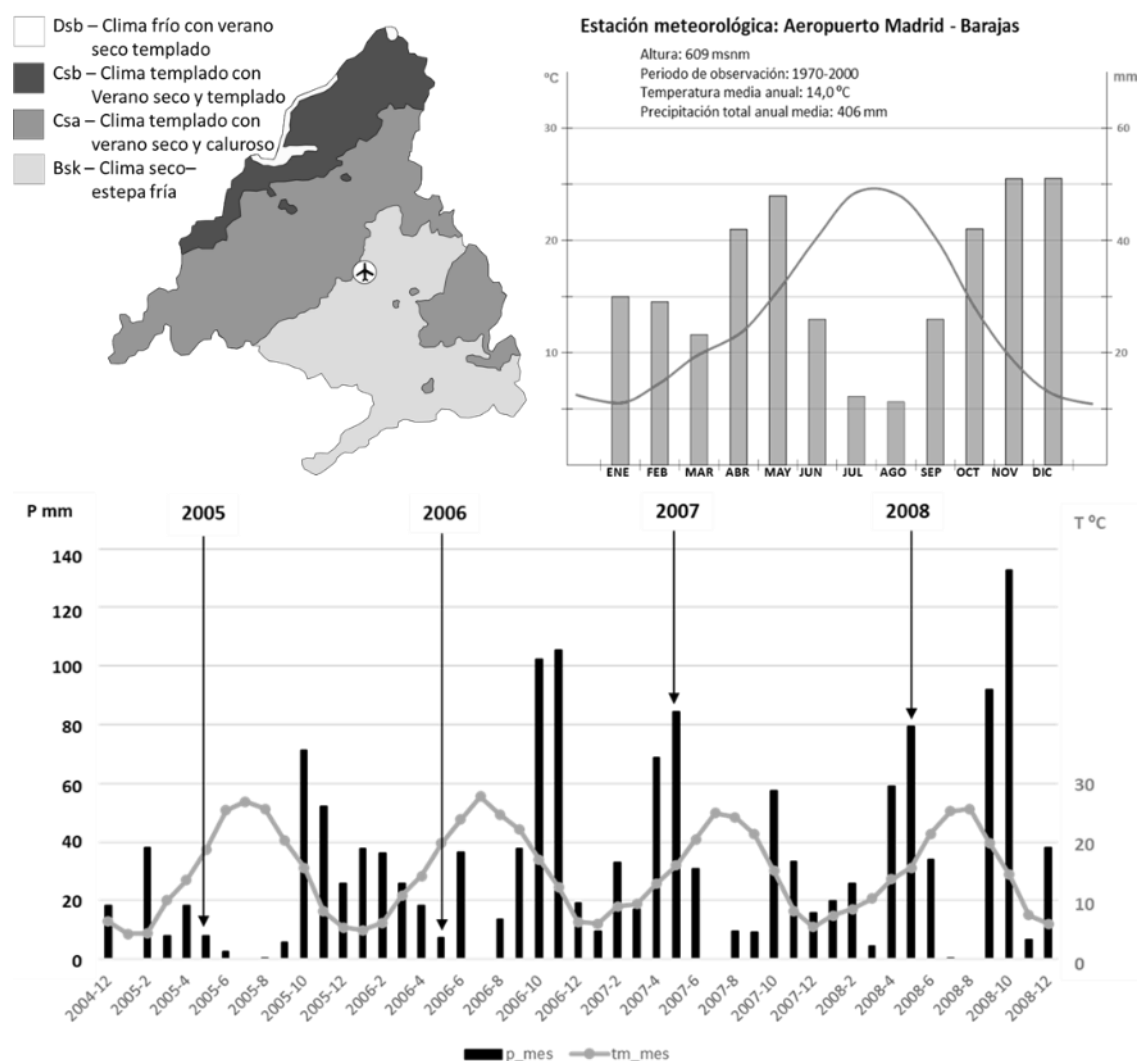 Dsb – Clima frío con verano
seco templado
Csb – Clima templado con
Verano seco y templado
Csa – Clima templado con
verano seco y caluroso
Bsk – Clima seco–
estepa fría
Estación meteorológica: Aeropuerto Madrid - Barajas
Altura: 609 msnm
Periodo de observación: 1970-2000
Temperatura media anual: 14,0 ºC
Precipitación total anual media: 406 mm
ºC
mm
30
60
20
40
10
20
ENE FEB MAR ABR MAY JUN JUL AGO SEP OCT NOV DIC
P mm
2005
2006
2007
2008
T ºC
140
120
100
80
60
30
40
20
20
10
0
0
2004-12 2005-2 2005-4 2005-6 2005-8 2005-10 2005-12 2006-2 2006-4 2006-6 2006-8 2006-10 2006-12 2007-2 2007-4 2007-6 2007-8 2007-10 2007-12 2008-2 2008-4 2008-6 2008-8 2008-10 2008-12
p_mes tm_mes